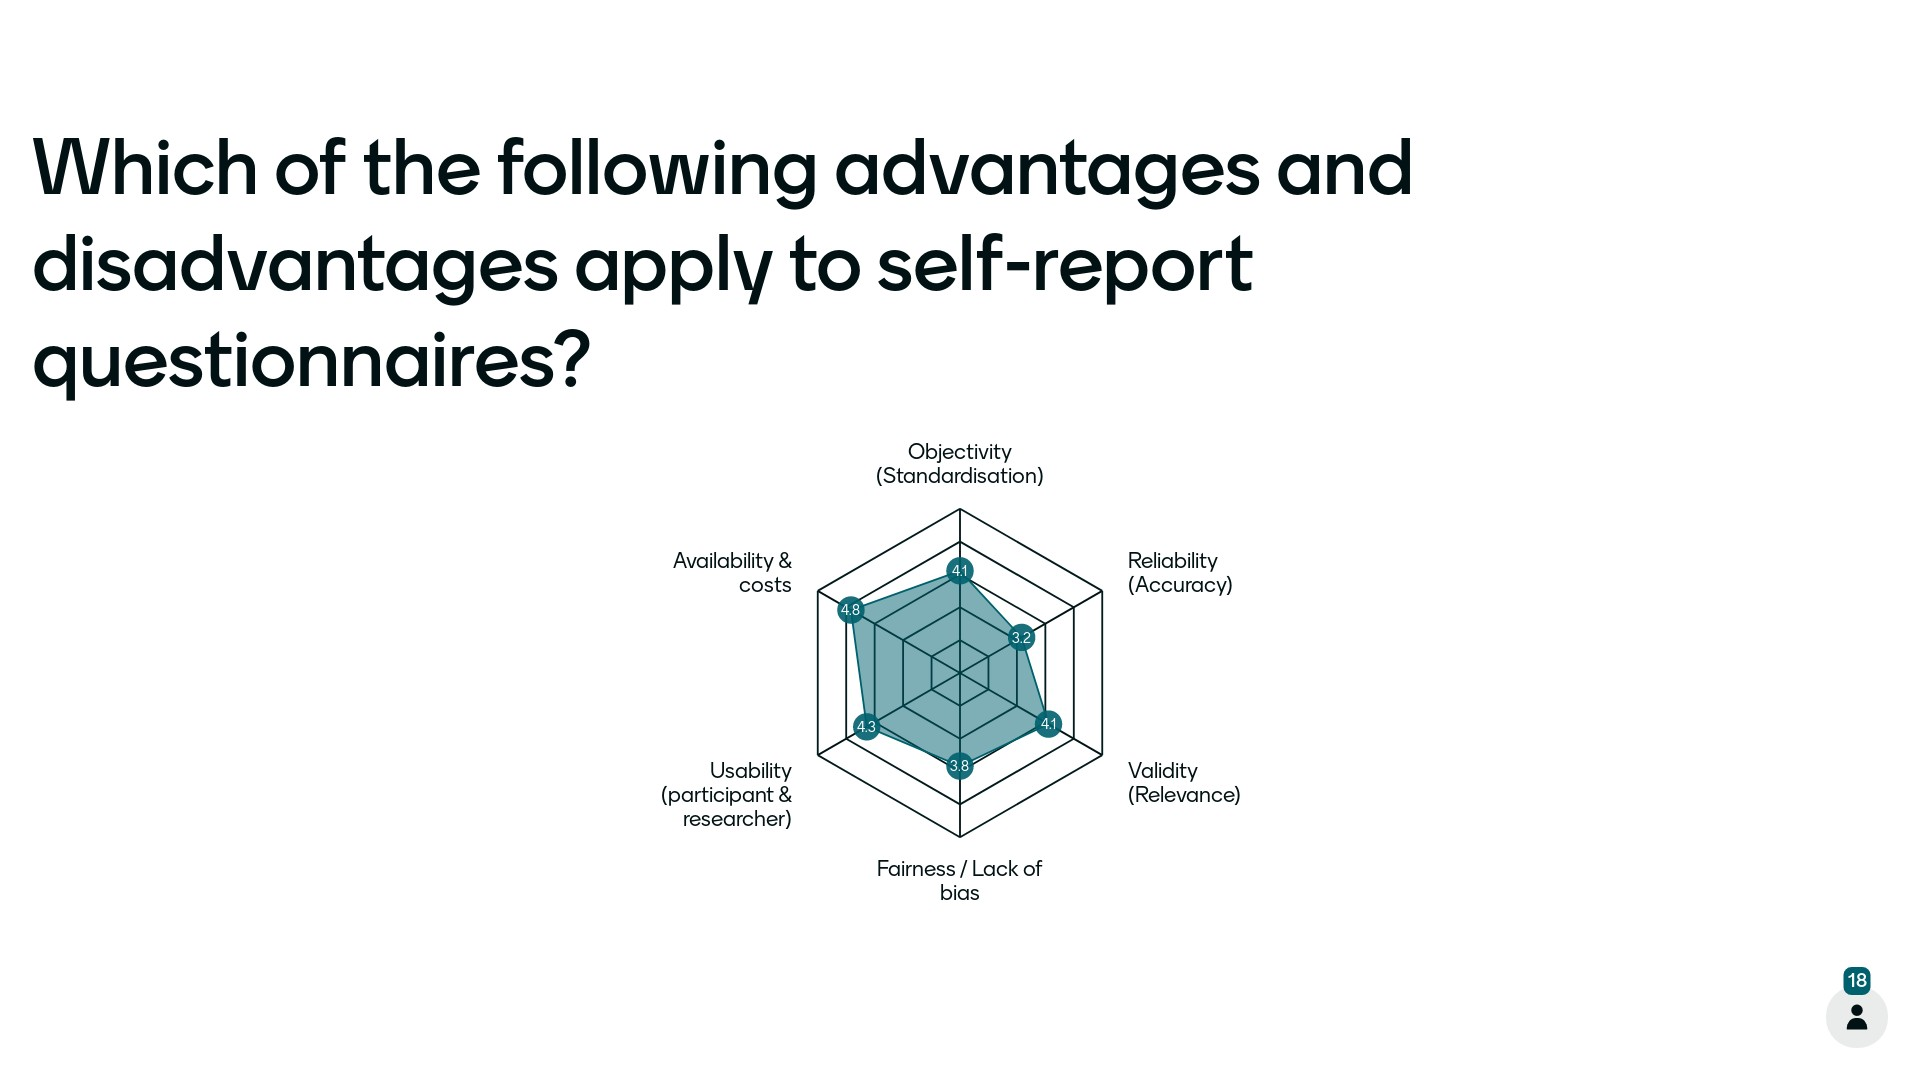 Which of the following advantages and
disadvantages apply to self-report
questionnaires?
Objectivity
(Standardisation)
Availability &
costs
Reliability
(Accuracy)
4.1
4.8
3.2
4.3
4.1
3.8
Usability
(participant &
researcher)
Validity
(Relevance)
Fairness / Lack of
bias
18